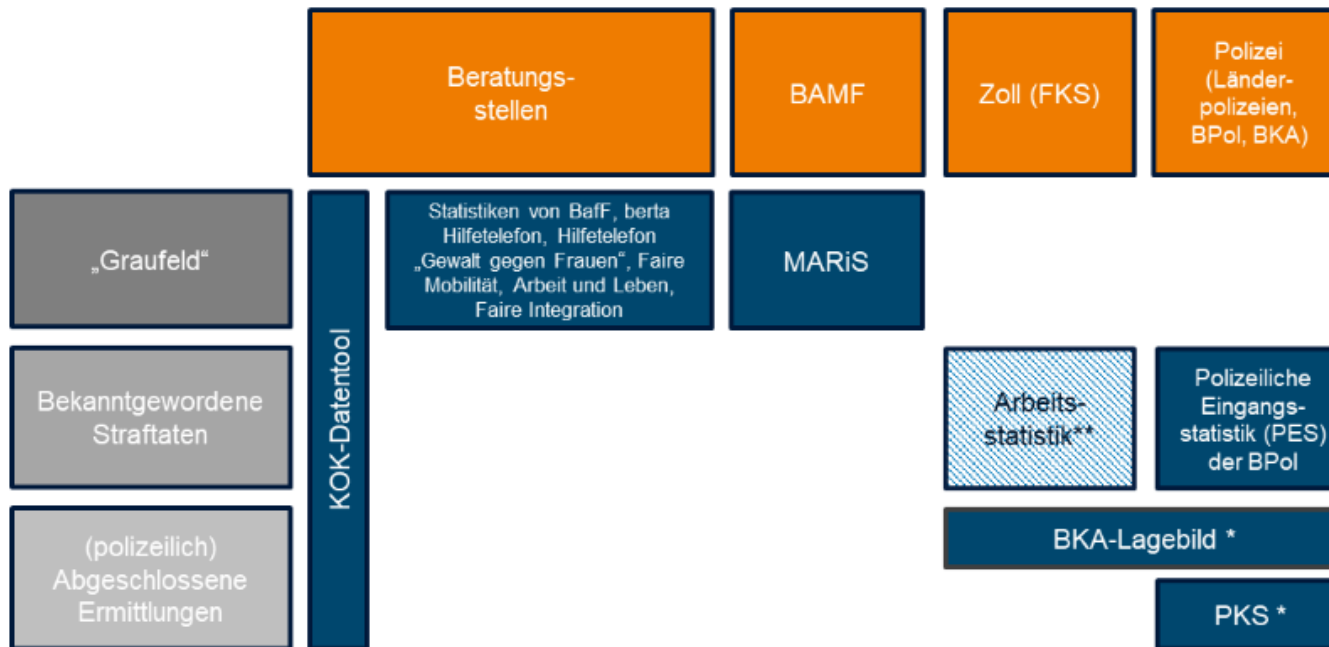 Beratungs-
stellen
BAMF
Zoll (FKS)
Polizei
(Länder-
polizeien,
BPol, BKA)
„Graufeld“
KOK-Datentool
Statistiken von BafF, berta
Hilfetelefon, Hilfetelefon
„Gewalt gegen Frauen“, Faire
Mobilität, Arbeit und Leben,
Faire Integration
MARiS
Bekanntgewordene
Straftaten
Arbeits-
statistik**
Polizeiliche
Eingangs-
statistik (PES)
der BPol
(polizeilich)
Abgeschlossene
Ermittlungen
BKA-Lagebild *
PKS *